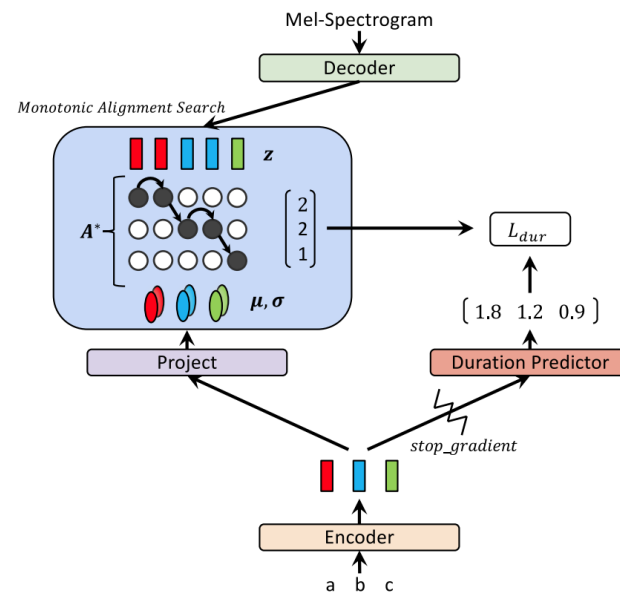 Mel-Spectrogram
Decoder
Monotonic Alignment Search
z
A*
2
2
1
L_dur
μ, σ
1.8 1.2 0.9
Project
Duration Predictor
stop_gradient
Encoder
a b c